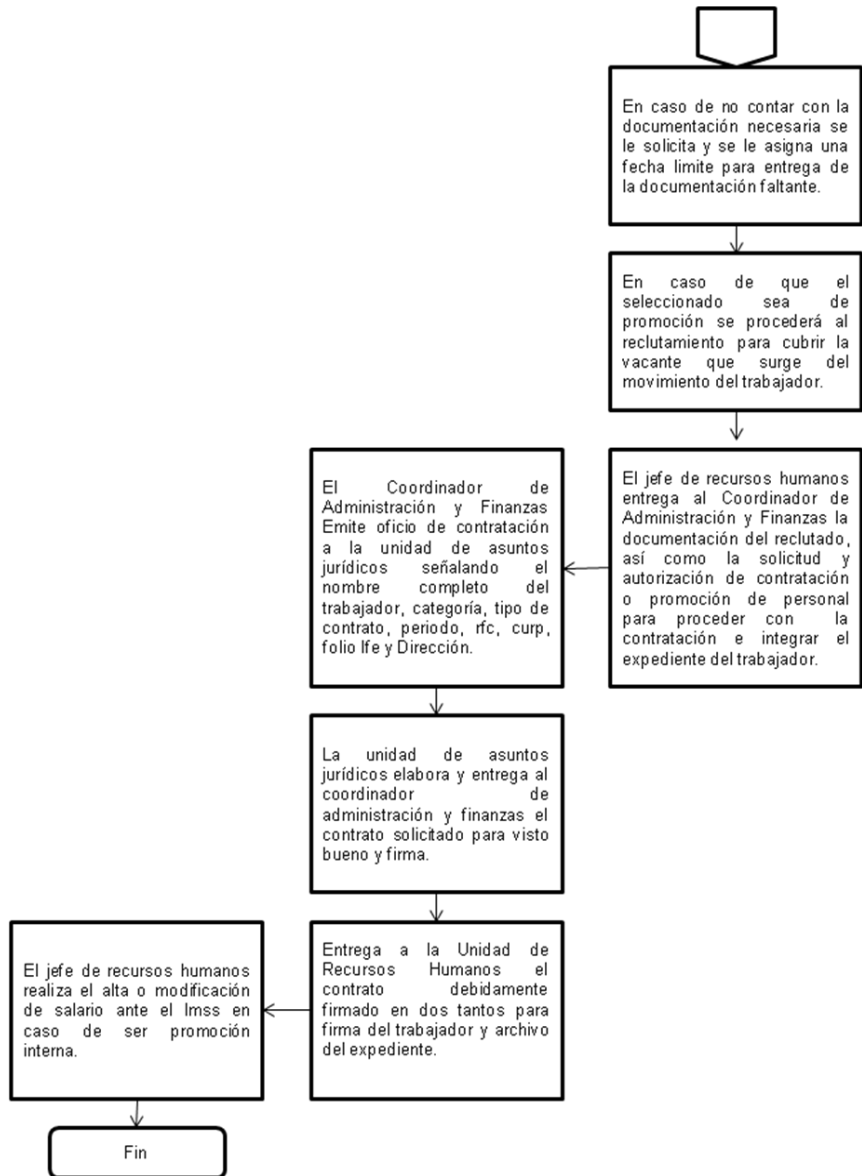 En caso de no contar con la
documentación necesaria se
le solicita y se le asigna una
fecha limite para entrega de
la documentación faltante.
En caso de que el
seleccionado sea de
promoción se procederá al
reclutamiento para cubrir la
vacante que surge del
movimiento del trabajador.
El jefe de recursos humanos
entrega al Coordinador de
Administración y Finanzas la
documentación del reclutado,
así como la solicitud y
autorización de contratación
o promoción de personal
para proceder con la
contratación e integrar el
expediente del trabajador.
El Coordinador de
Administración y Finanzas
Emite oficio de contratación
a la unidad de asuntos
jurídicos señalando el
nombre completo del
trabajador, categoría, tipo de
contrato, periodo, rfc, curp,
folio Ife y Dirección.
La unidad de asuntos
jurídicos elabora y entrega al
coordinador de
administración y finanzas el
contrato solicitado para visto
bueno y firma.
Entrega a la Unidad de
Recursos Humanos el
contrato debidamente
firmado en dos tantos para
firma del trabajador y archivo
del expediente.
El jefe de recursos humanos
realiza el alta o modificación
de salario ante el Imss en
caso de ser promoción
interna.
Fin